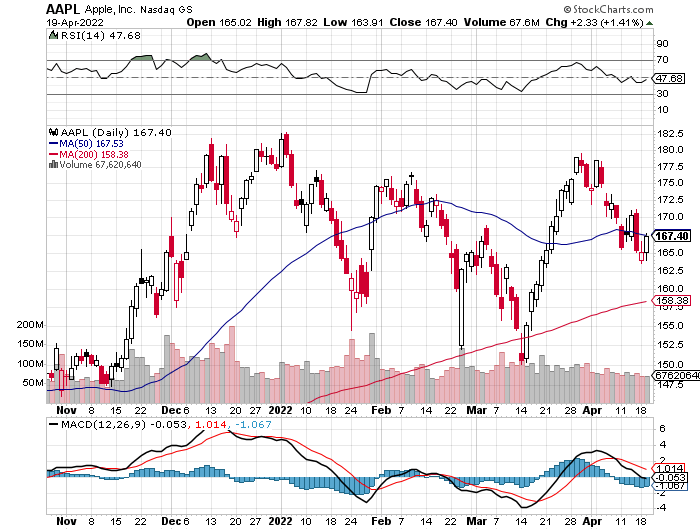 AAPL Apple, Inc. Nasdaq GS © StockCharts.com
19-Apr-2022 Open 165.02 High 167.82 Low 163.91 Close 167.40 Volume 67.6M Chg +2.33 (+1.41%)
RSI(14) 47.68
90
70
47.68
30
10
AAPL (Daily) 167.40
MA(50) 167.53
MA(200) 158.38
Volume 67,620,640
182.5
180.0
177.5
175.0
172.5
170.0
167.40
165.0
162.5
160.0
158.38
155.0
152.5
150.0
67620640
147.5
200M
150M
100M
50M
Nov 8 15 22 Dec 6 13 20 27 2022 10 18 24 Feb 7 14 22 Mar 7 14 21 28 Apr 11 18
MACD(12,26,9) -0.053, 1.014, -1.067
6
4
2
1.014
-0.053
-1.067
-2
-4
Nov 8 15 22 Dec 6 13 20 27 2022 10 18 24 Feb 7 14 22 Mar 7 14 21 28 Apr 11 18